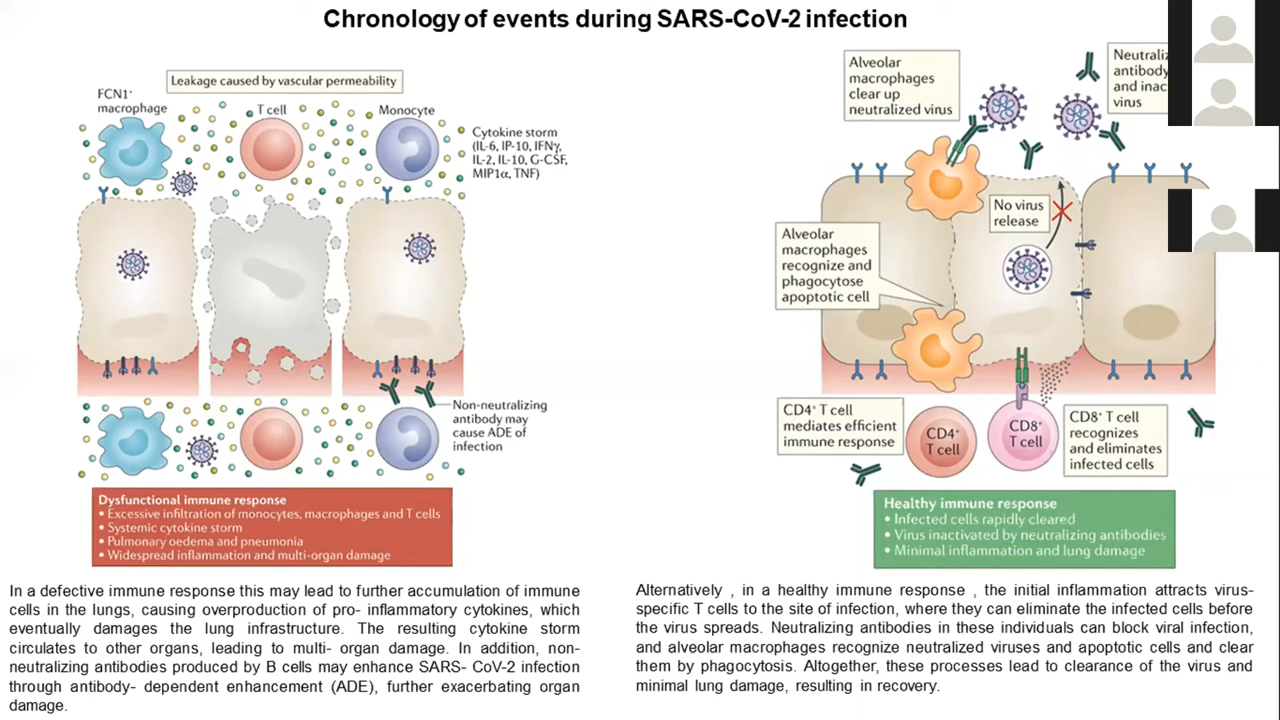 Chronology of events during SARS-CoV-2 infection
Leakage caused by vascular permeability
FCN1⁺
macrophage
T cell
Monocyte
Cytokine storm
(IL-6, IP-10, IFNγ,
IL-2, IL-10, G-CSF,
MIP1α, TNF)
Non-neutralizing
antibody may
cause ADE of
infection
Dysfunctional immune response
• Excessive infiltration of monocytes, macrophages and T cells
• Systemic cytokine storm
• Pulmonary oedema and pneumonia
• Widespread inflammation and multi-organ damage
In a defective immune response this may lead to further accumulation of immune
cells in the lungs, causing overproduction of pro- inflammatory cytokines, which
eventually damages the lung infrastructure. The resulting cytokine storm
circulates to other organs, leading to multi- organ damage. In addition, non-
neutralizing antibodies produced by B cells may enhance SARS- CoV-2 infection
through antibody- dependent enhancement (ADE), further exacerbating organ
damage.
Alveolar
macrophages
clear up
neutralized virus
antibody
and
virus
No virus
release
Alveolar
macrophages
recognize and
phagocytose
apoptotic cell
CD4⁺ T cell
mediates efficient
immune response
CD4⁺
T cell
CD8⁺
T cell
CD8⁺ T cell
recognizes
and eliminates
infected cells
Healthy immune response
• Infected cells rapidly cleared
• Virus inactivated by neutralizing antibodies
• Minimal inflammation and lung damage
Alternatively , in a healthy immune response , the initial inflammation attracts virus-
specific T cells to the site of infection, where they can eliminate the infected cells before
the virus spreads. Neutralizing antibodies in these individuals can block viral infection,
and alveolar macrophages recognize neutralized viruses and apoptotic cells and clear
them by phagocytosis. Altogether, these processes lead to clearance of the virus and
minimal lung damage, resulting in recovery.